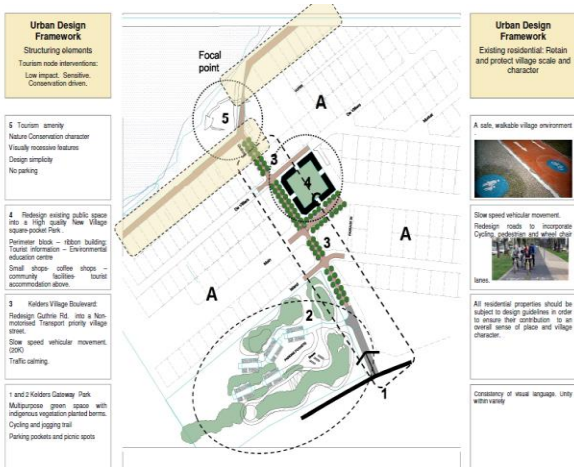 Urban Design
Framework
Structuring elements
Tourism node interventions:
Low impact. Sensitive.
Conservation driven.
5 Tourism amenity
Nature Conservation character
Visually recessive features
Design simplicity
No parking
4 Redesign existing public space
into a High quality New Village
square-pocket Park .
Perimeter block – ribbon building:
Tourist information – Environmental
education centre
Small shops- coffee shops –
community facilities- tourist
accommodation above.
3 Kelders Village Boulevard:
Redesign Guthrie Rd. into a Non-
motorised Transport priority village
street.
Slow speed vehicular movement.
(20K)
Traffic calming.
1 and 2 Kelders Gateway Park
Multipurpose green space with
indigenous vegetation planted berms.
Cycling and jogging trail
Parking pockets and picnic spots
Focal
point
5
A
3
4
3
A
A
2
1
De Villiers
De Villiers
Main
Urban Design
Framework
Existing residential: Retain
and protect village scale and
character
A safe, walkable village environment
Slow speed vehicular movement.
Redesign roads to incorporate
Cycling, pedestrian and wheel chair
lanes.
All residential properties should be
subject to design guidelines in order
to ensure their contribution to an
overall sense of place and village
character.
Consistency of visual language. Unity
within variety